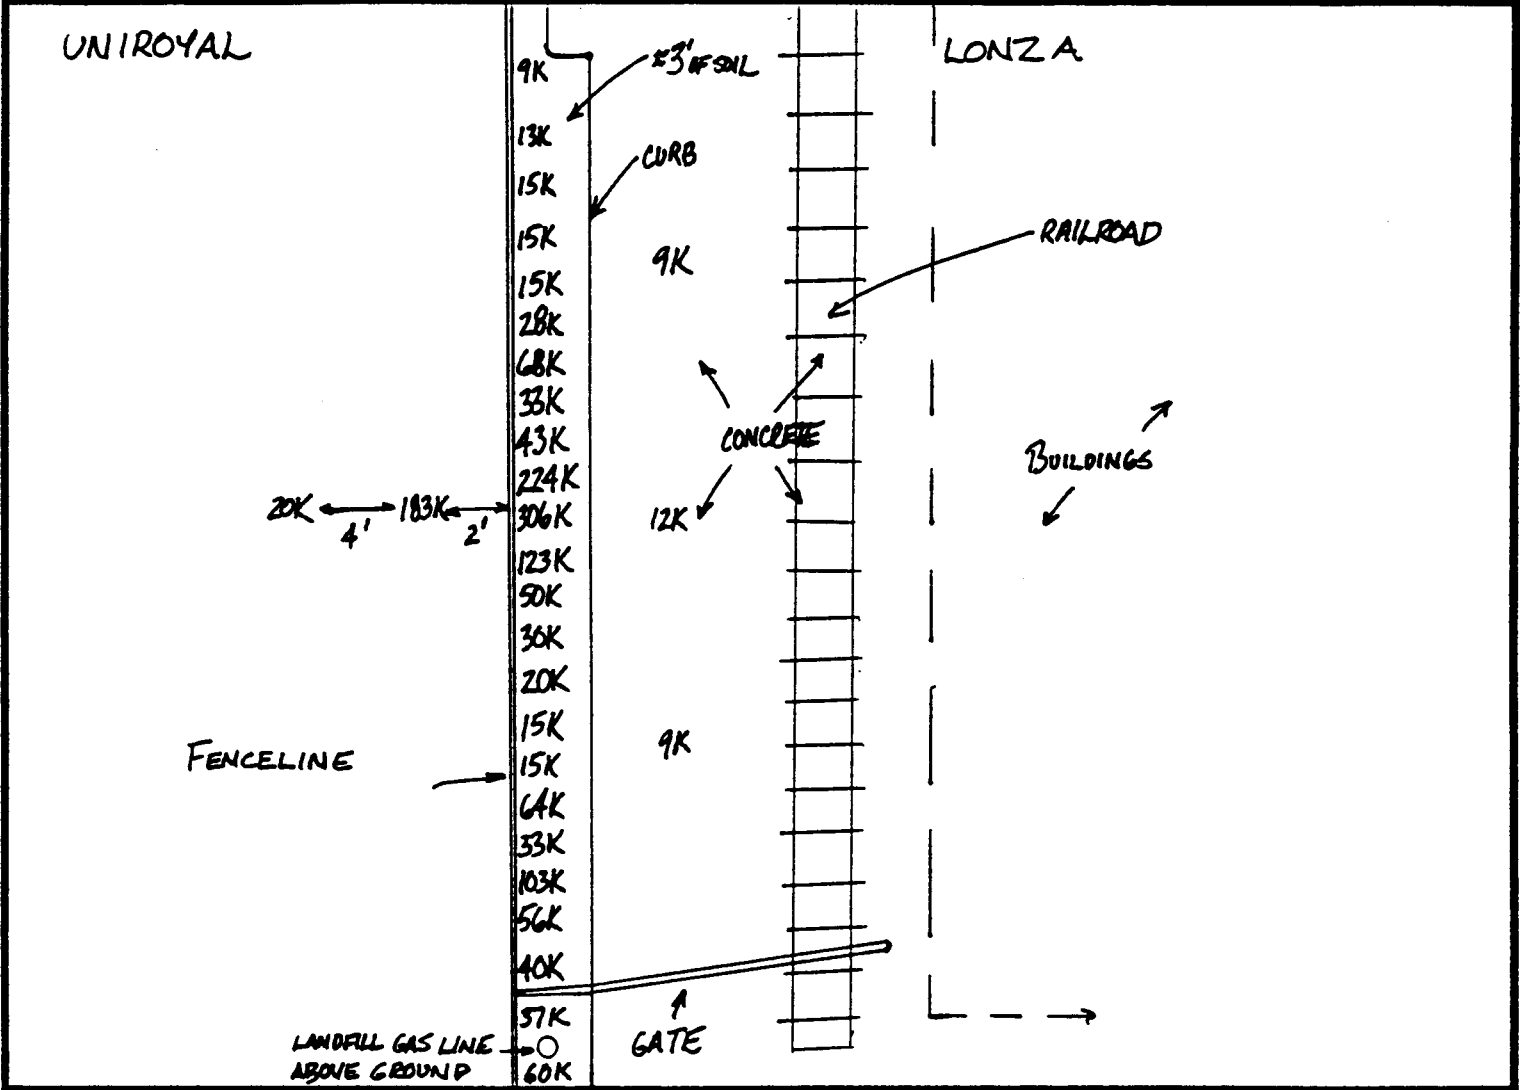 UNIROYAL
LONZA
≈3' OF SOIL
CURB
RAILROAD
9K
13K
15K
15K
15K
28K
68K
33K
43K
224K
306K
123K
50K
30K
20K
15K
15K
64K
33K
103K
56K
40K
37K
60K
9K
CONCRETE
BUILDINGS
20K 183K
4' 2'
12K
9K
FENCELINE
GATE
LANDFILL GAS LINE
ABOVE GROUND